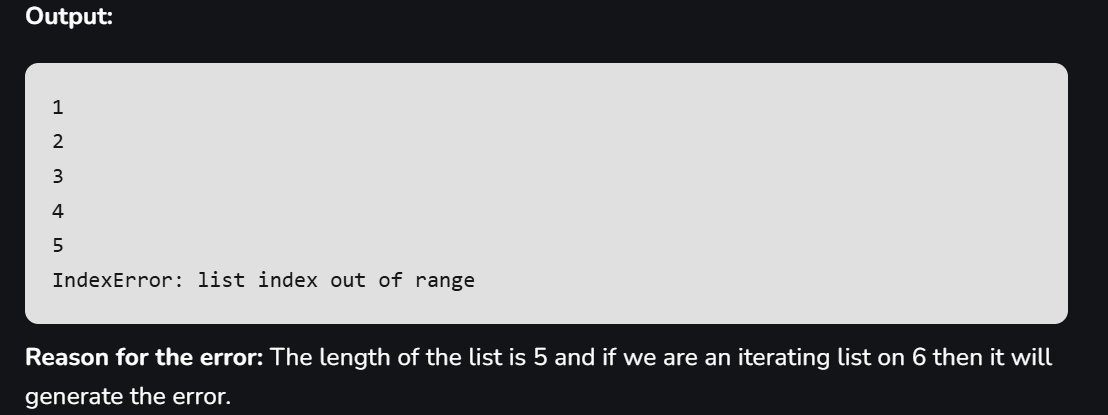 Output:
1
2
3
4
5
IndexError: list index out of range
Reason for the error: The length of the list is 5 and if we are an iterating list on 6 then it will
generate the error.